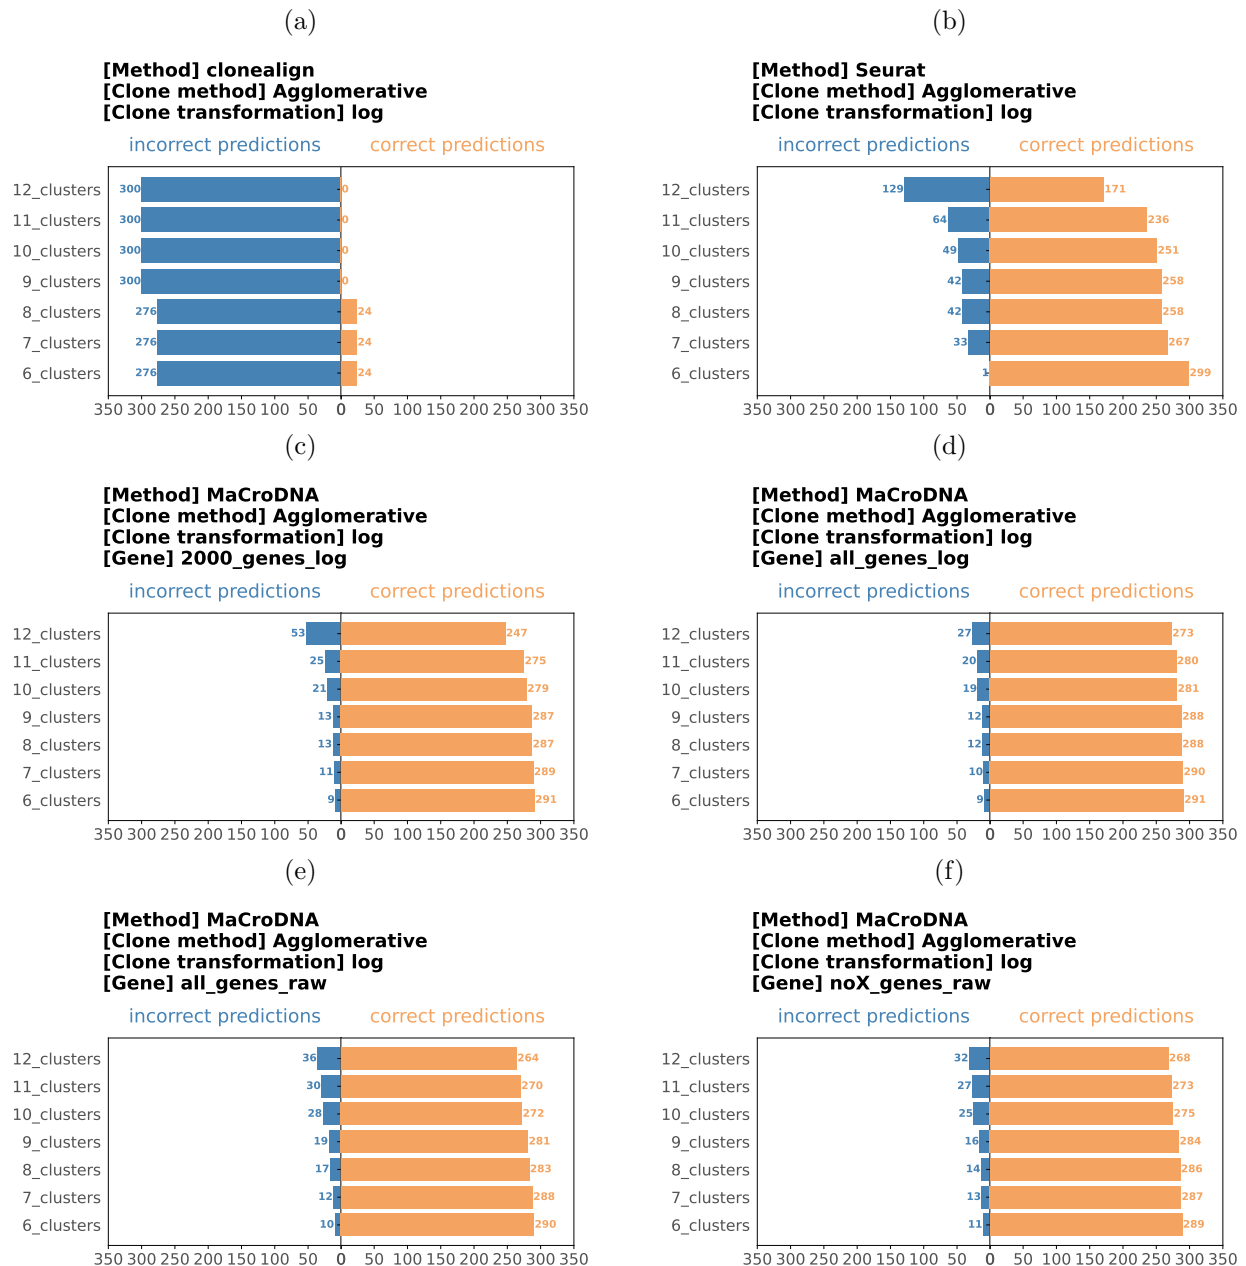 (a)
[Method] clonealign
[Clone method] Agglomerative
[Clone transformation] log
incorrect predictions correct predictions
12_clusters 300 0
11_clusters 300 0
10_clusters 300 0
9_clusters 300 0
8_clusters 276 24
7_clusters 276 24
6_clusters 276 24
350 300 250 200 150 100 50 0 0 50 100 150 200 250 300 350
(b)
[Method] Seurat
[Clone method] Agglomerative
[Clone transformation] log
incorrect predictions correct predictions
12_clusters 129 171
11_clusters 64 236
10_clusters 49 251
9_clusters 42 258
8_clusters 42 258
7_clusters 33 267
6_clusters 1 299
350 300 250 200 150 100 50 0 0 50 100 150 200 250 300 350
(c)
[Method] MaCroDNA
[Clone method] Agglomerative
[Clone transformation] log
[Gene] 2000_genes_log
incorrect predictions correct predictions
12_clusters 53 247
11_clusters 25 275
10_clusters 21 279
9_clusters 13 287
8_clusters 13 287
7_clusters 11 289
6_clusters 9 291
350 300 250 200 150 100 50 0 0 50 100 150 200 250 300 350
(d)
[Method] MaCroDNA
[Clone method] Agglomerative
[Clone transformation] log
[Gene] all_genes_log
incorrect predictions correct predictions
12_clusters 27 273
11_clusters 20 280
10_clusters 19 281
9_clusters 12 288
8_clusters 12 288
7_clusters 10 290
6_clusters 9 291
350 300 250 200 150 100 50 0 0 50 100 150 200 250 300 350
(e)
[Method] MaCroDNA
[Clone method] Agglomerative
[Clone transformation] log
[Gene] all_genes_raw
incorrect predictions correct predictions
12_clusters 36 264
11_clusters 30 270
10_clusters 28 272
9_clusters 19 281
8_clusters 17 283
7_clusters 12 288
6_clusters 10 290
350 300 250 200 150 100 50 0 0 50 100 150 200 250 300 350
(f)
[Method] MaCroDNA
[Clone method] Agglomerative
[Clone transformation] log
[Gene] noX_genes_raw
incorrect predictions correct predictions
12_clusters 32 268
11_clusters 27 273
10_clusters 25 275
9_clusters 16 284
8_clusters 14 286
7_clusters 13 287
6_clusters 11 289
350 300 250 200 150 100 50 0 0 50 100 150 200 250 300 350